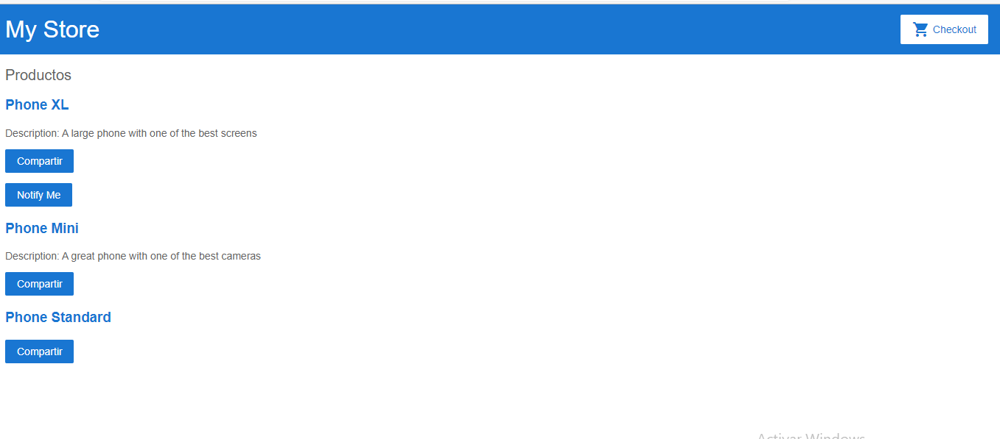 My Store
Checkout
Productos
Phone XL
Description: A large phone with one of the best screens
Compartir
Notify Me
Phone Mini
Description: A great phone with one of the best cameras
Compartir
Phone Standard
Compartir
Activar Windows